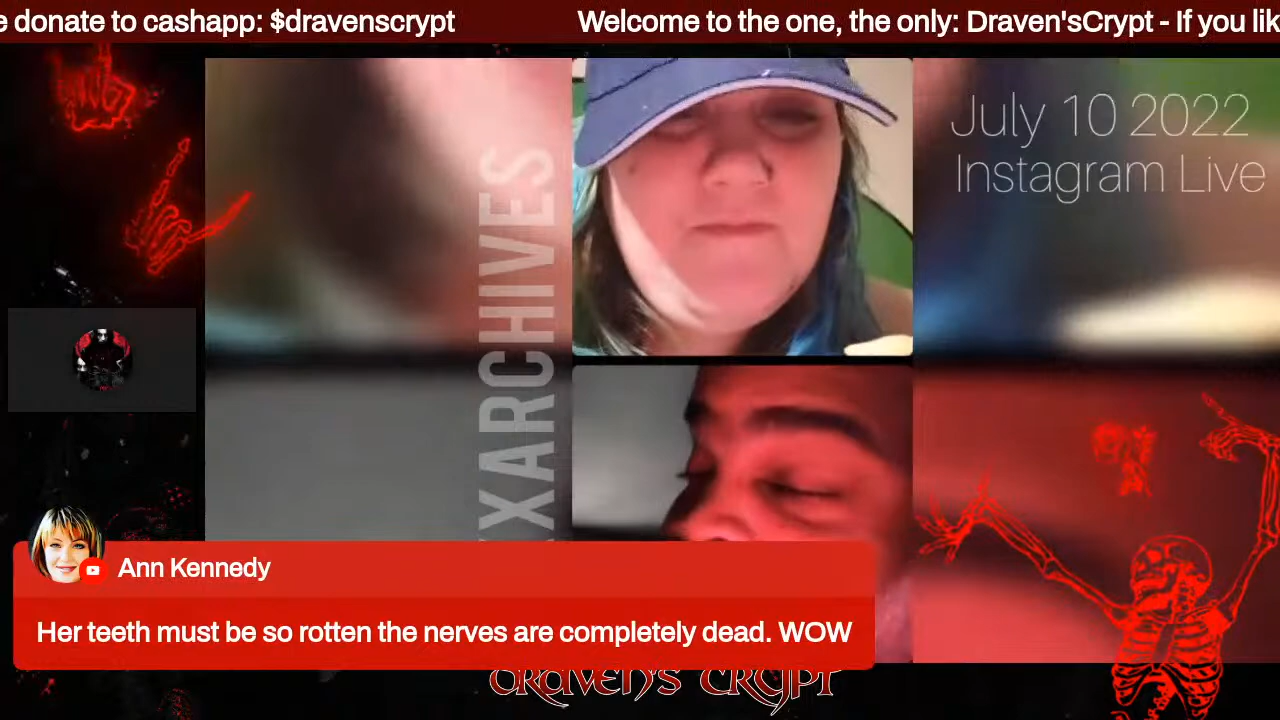 e donate to cashapp: $dravenscrypt Welcome to the one, the only: Draven'sCrypt - If you lik
July 10 2022
Instagram Live
XARCHIVES
Ann Kennedy
Her teeth must be so rotten the nerves are completely dead. WOW
DRAVEN'S CRYPT